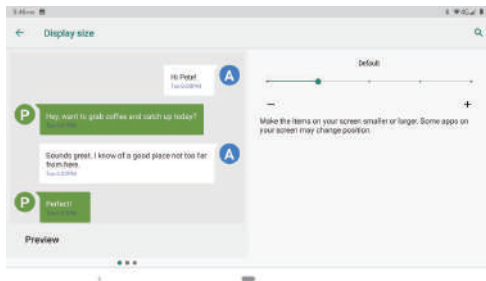 Display size
Hi Pete!
A
P
Hey, want to grab coffee and catch up today?
Sounds great. I know of a good place not too far
from here.
A
P
Perfect!
Preview
Default
Make the items on your screen smaller or larger. Some apps on
your screen may change position.